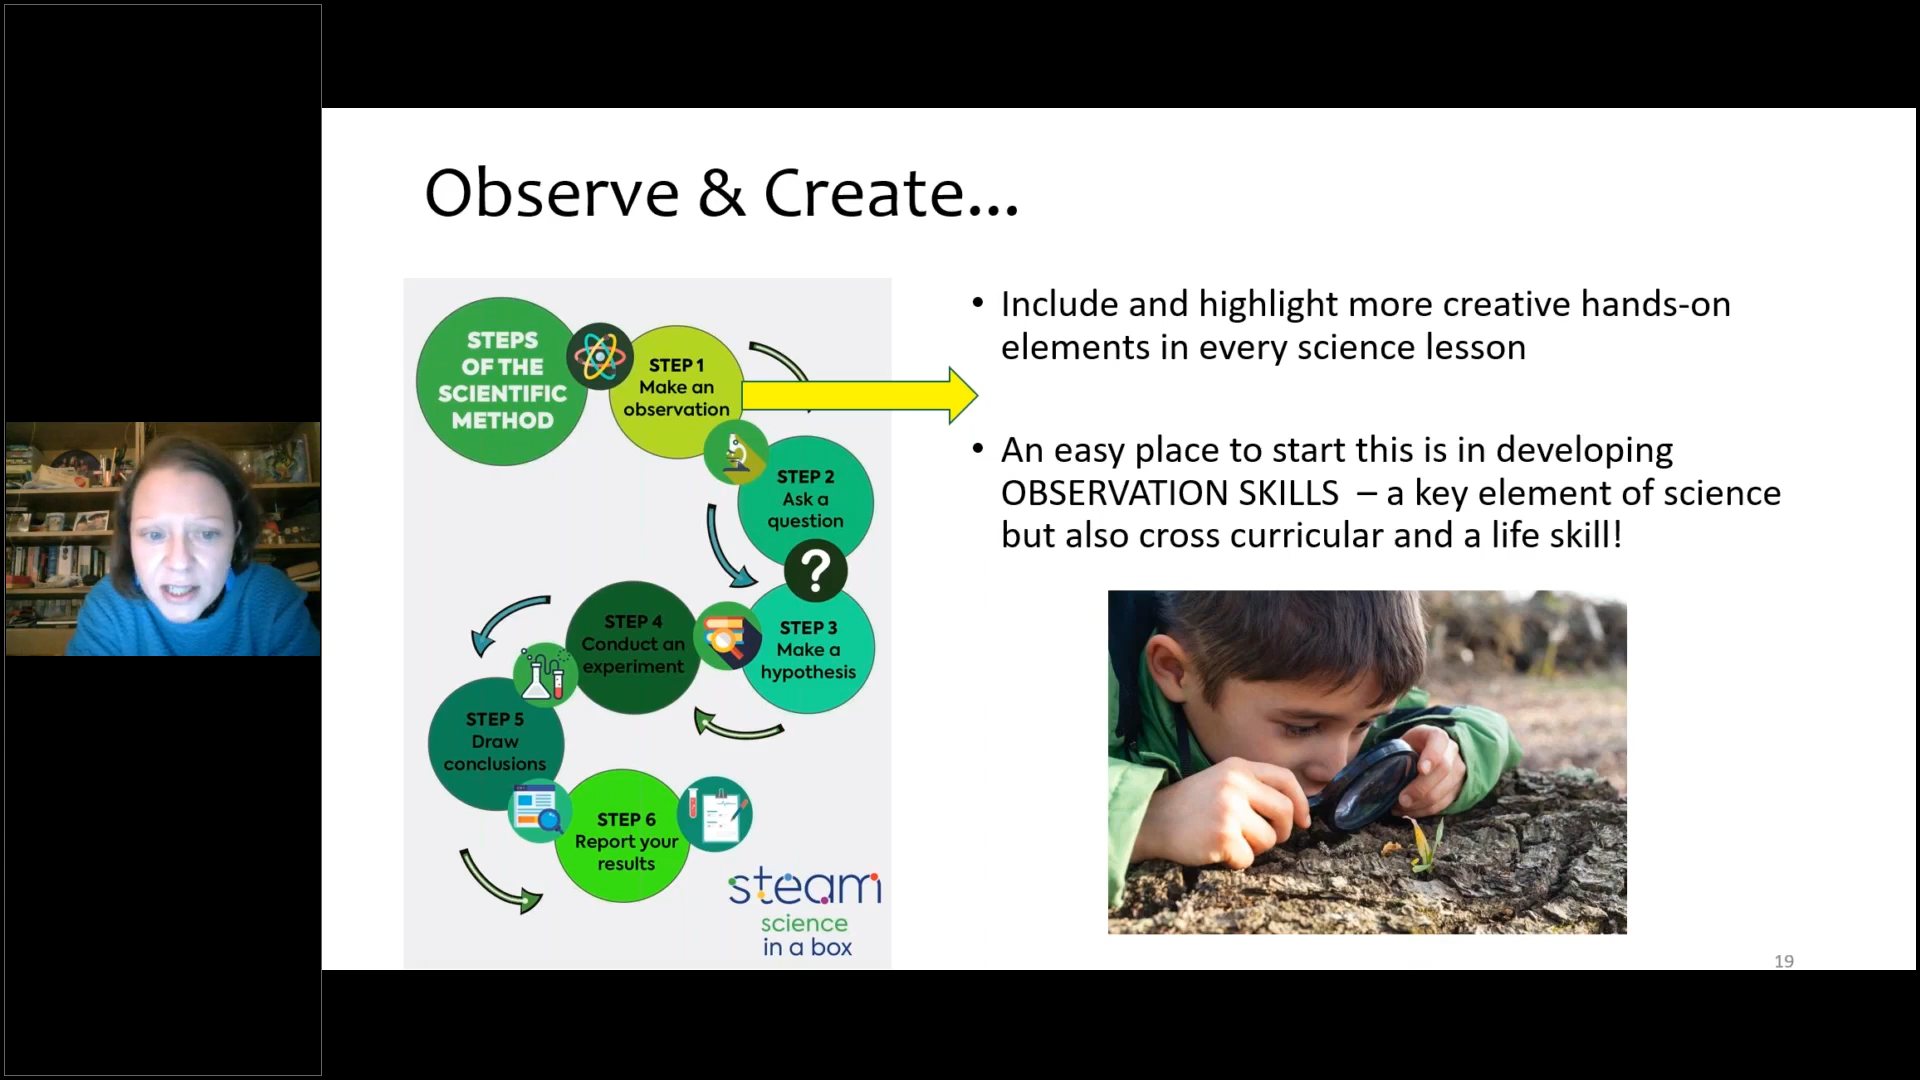 Observe & Create...
STEPS
OF THE
SCIENTIFIC
METHOD
STEP 1
Make an
observation
STEP 2
Ask a
question
?
STEP 3
Make a
hypothesis
STEP 4
Conduct an
experiment
STEP 5
Draw
conclusions
STEP 6
Report your
results
steam
science
in a box
• Include and highlight more creative hands-on
elements in every science lesson
• An easy place to start this is in developing
OBSERVATION SKILLS – a key element of science
but also cross curricular and a life skill!
19